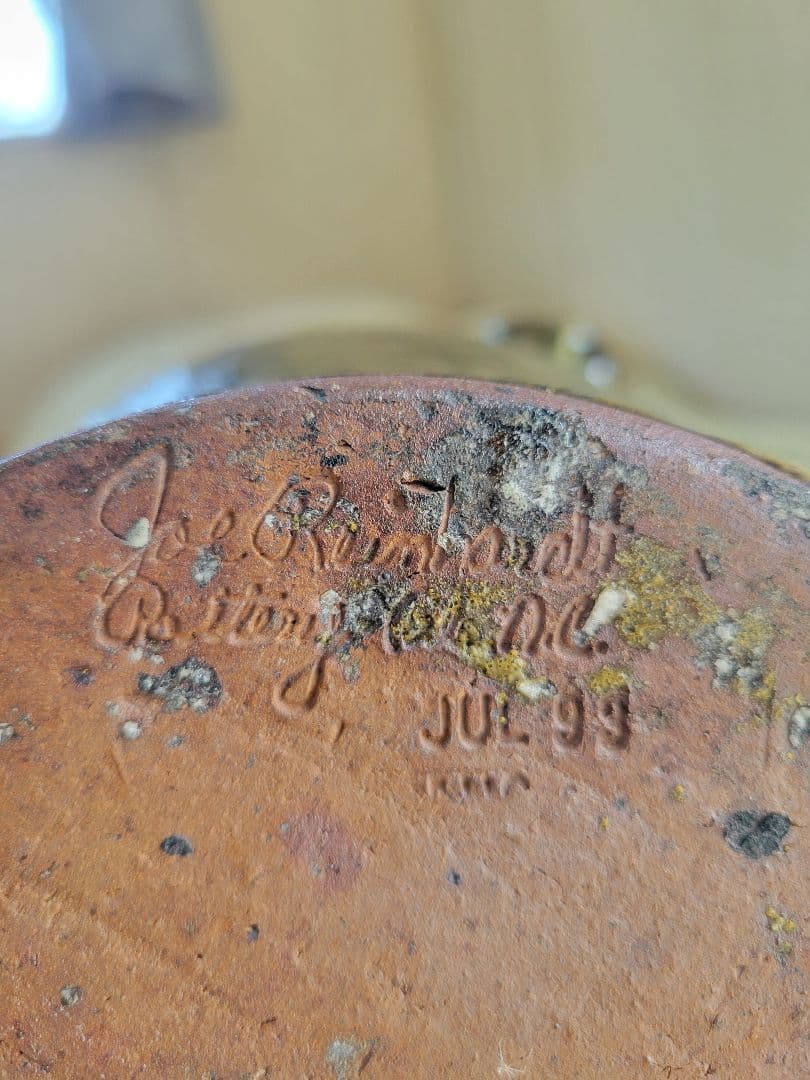 Joe Reinhardt
Pottery N.C.
JUL 99